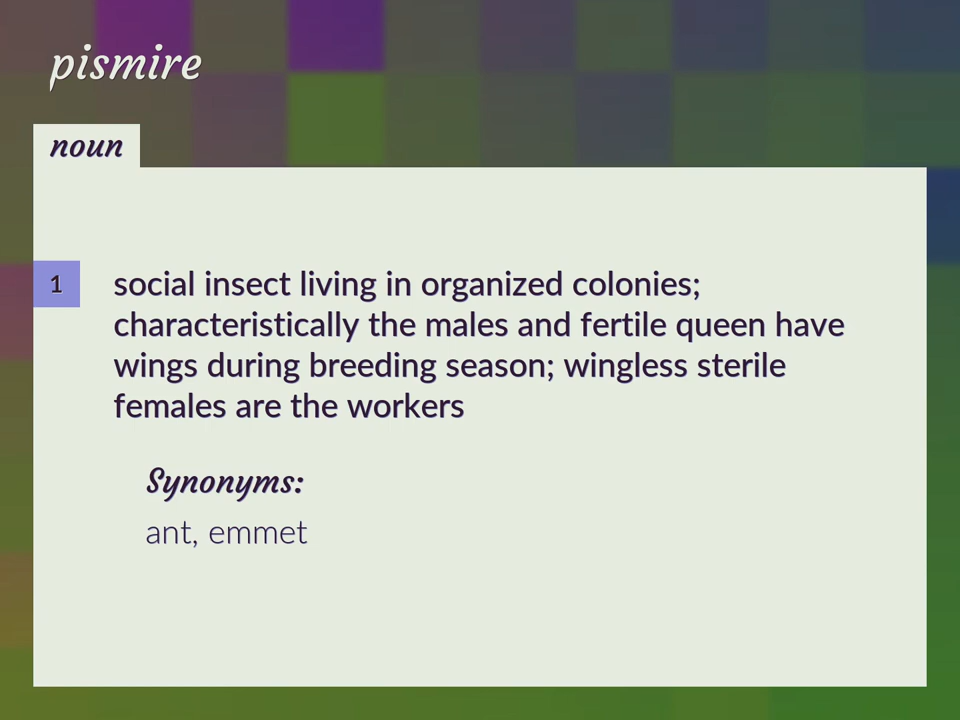 pismire
noun
1
social insect living in organized colonies;
characteristically the males and fertile queen have
wings during breeding season; wingless sterile
females are the workers
Synonyms:
ant, emmet